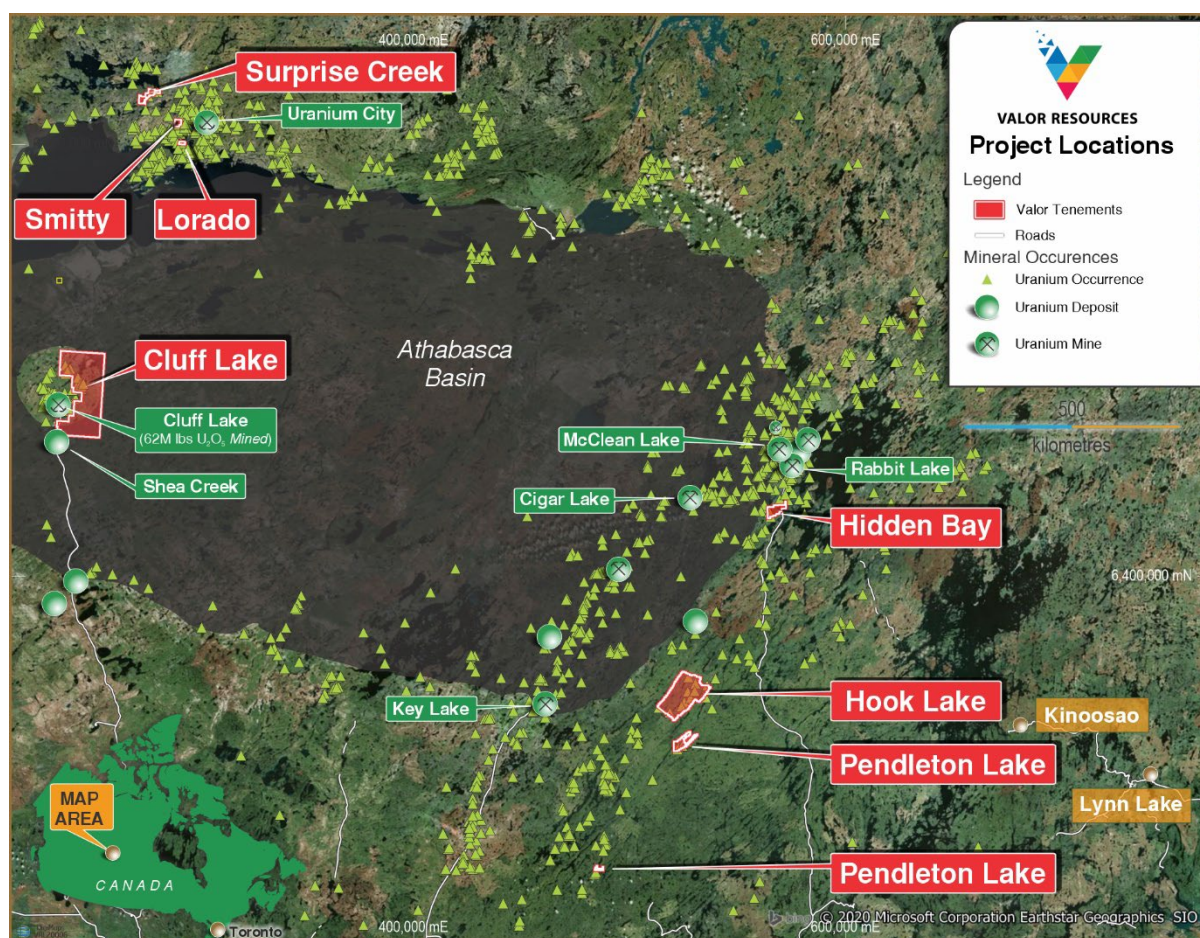 400,000 mE
600,000 mE
Surprise Creek
Uranium City
Smitty
Lorado
VALOR RESOURCES
Project Locations
Legend
Valor Tenements
Roads
Mineral Occurences
Uranium Occurrence
Uranium Deposit
Uranium Mine
Athabasca
Basin
Cluff Lake
Cluff Lake
(62M lbs U₃O₈ Mined)
Shea Creek
500
kilometres
McClean Lake
Rabbit Lake
Cigar Lake
Hidden Bay
6,400,000 mN
Hook Lake
Key Lake
Kinoosao
Pendleton Lake
Lynn Lake
MAP
AREA
CANADA
Pendleton Lake
Toronto
400,000 mE
600,000 mE
© 2020 Microsoft Corporation Earthstar Geographics SIO